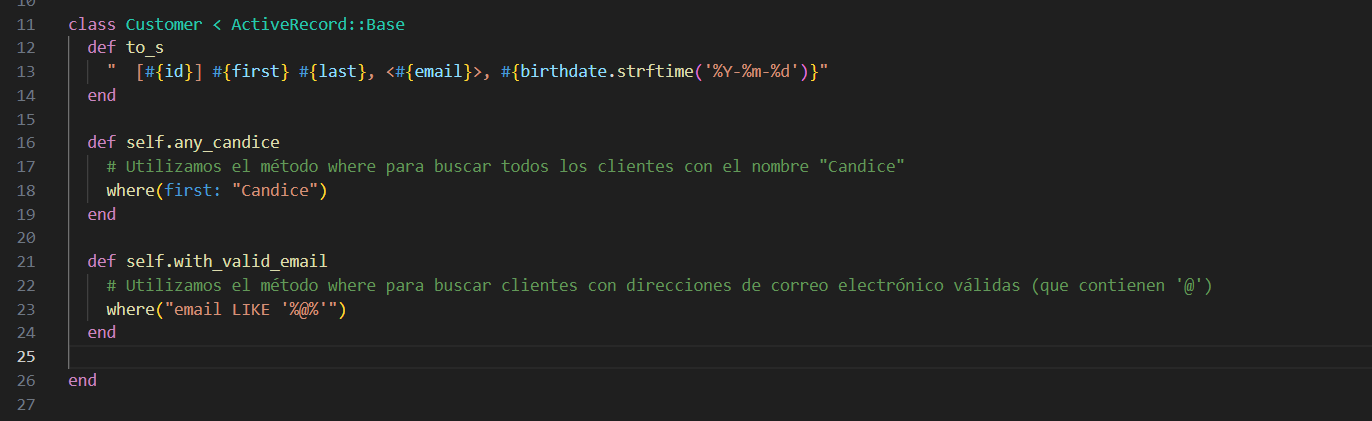 10
11 class Customer < ActiveRecord::Base
12 def to_s
13 "  [#{id}] #{first} #{last}, <#{email}>, #{birthdate.strftime('%Y-%m-%d')}"
14 end
15
16 def self.any_candice
17 # Utilizamos el método where para buscar todos los clientes con el nombre "Candice"
18 where(first: "Candice")
19 end
20
21 def self.with_valid_email
22 # Utilizamos el método where para buscar clientes con direcciones de correo electrónico válidas (que contienen '@')
23 where("email LIKE '%@%'")
24 end
25
26 end
27